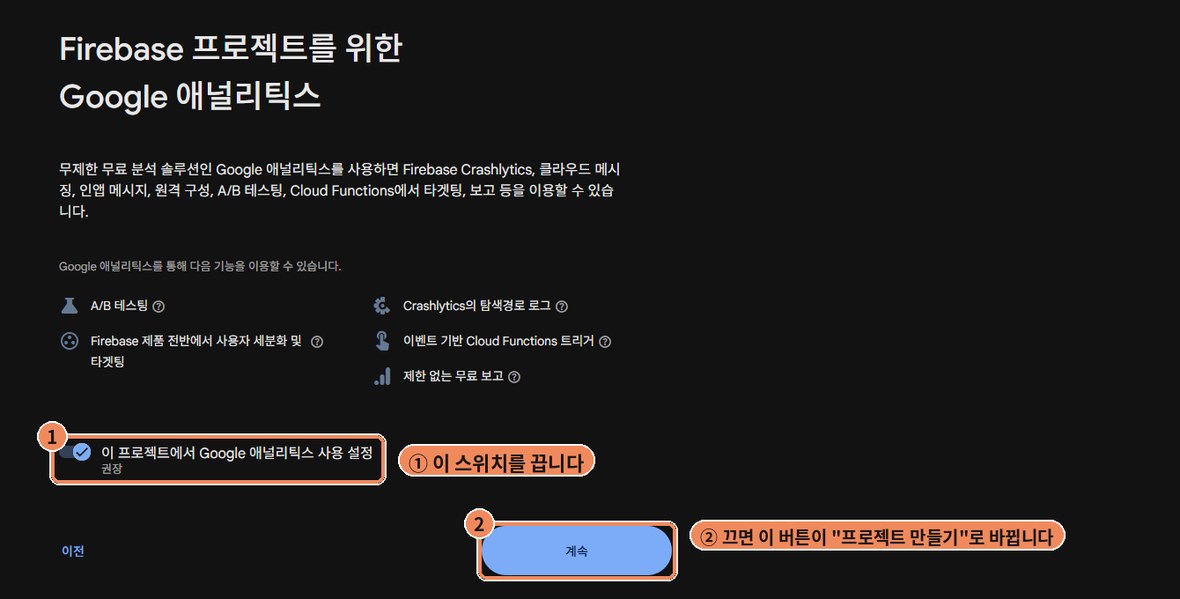 Firebase 프로젝트를 위한
Google 애널리틱스
무제한 무료 분석 솔루션인 Google 애널리틱스를 사용하면 Firebase Crashlytics, 클라우드 메시
징, 인앱 메시지, 원격 구성, A/B 테스팅, Cloud Functions에서 타겟팅, 보고 등을 이용할 수 있습
니다.
Google 애널리틱스를 통해 다음 기능을 이용할 수 있습니다.
A/B 테스팅
Firebase 제품 전반에서 사용자 세분화 및
타겟팅
Crashlytics의 탐색경로 로그
이벤트 기반 Cloud Functions 트리거
제한 없는 무료 보고
1
이 프로젝트에서 Google 애널리틱스 사용 설정
권장
① 이 스위치를 끕니다
이전
2
계속
② 끄면 이 버튼이 "프로젝트 만들기"로 바뀝니다